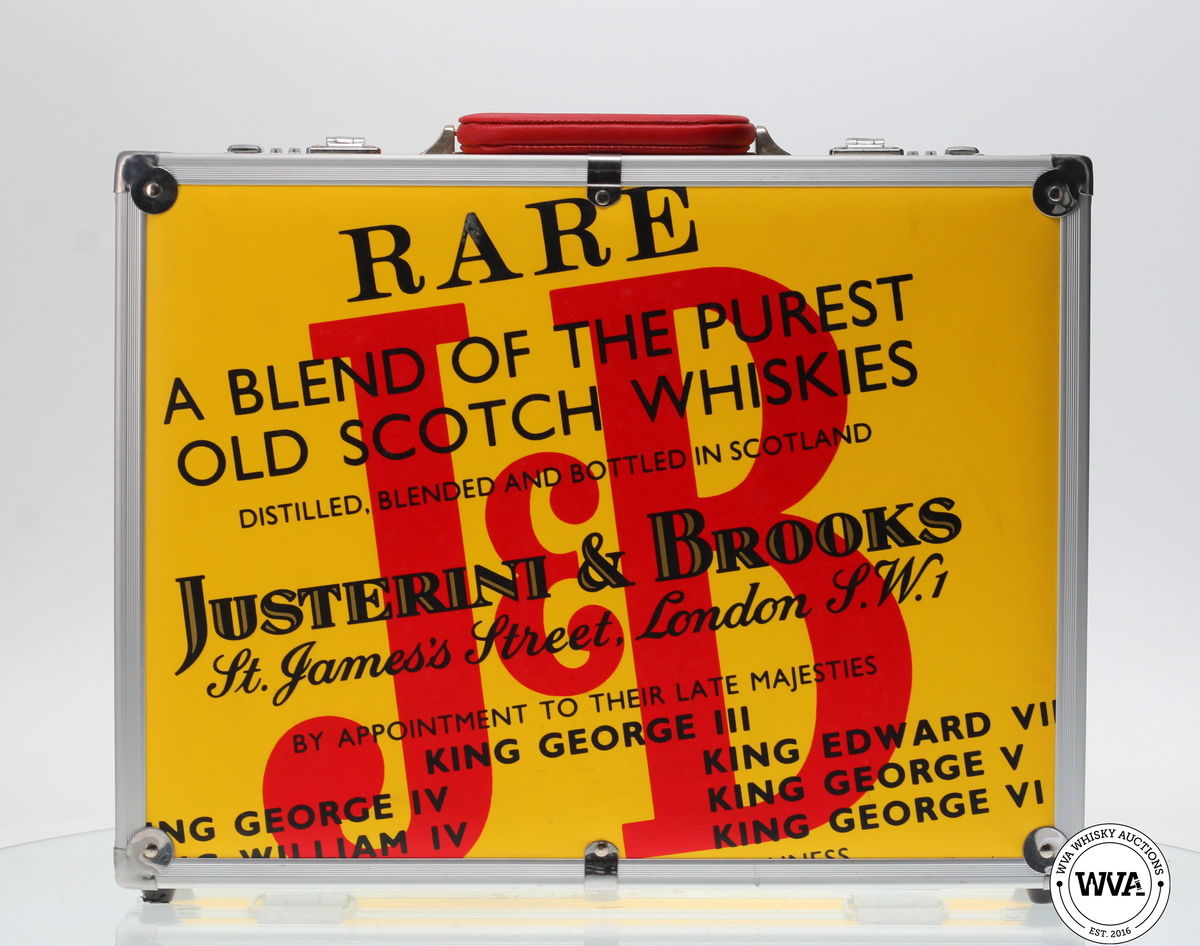 RARE
J&B
A BLEND OF THE PUREST
OLD SCOTCH WHISKIES
DISTILLED, BLENDED AND BOTTLED IN SCOTLAND
JUSTERINI & BROOKS
St. James's Street, London S.W.1
BY APPOINTMENT TO THEIR LATE MAJESTIES
KING GEORGE III
KING EDWARD VII
KING GEORGE V
KING GEORGE VI
GEORGE IV
WILLIAM IV
WVA WHISKY AUCTIONS
WVA
EST. 2016